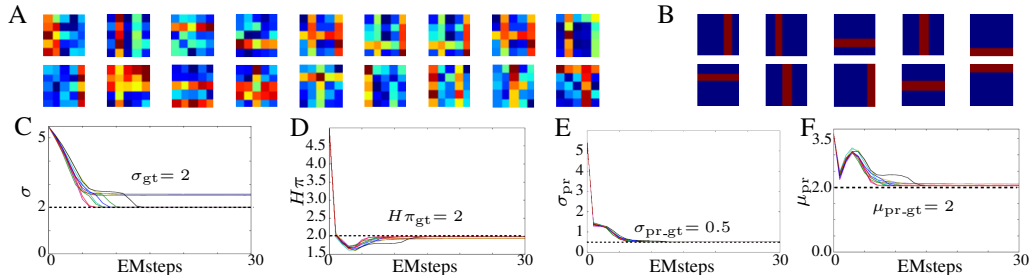 A
B
C
5
2
0
σ
σgt = 2
0
EMsteps
30
D
4.5
4.0
3.5
3.0
2.5
2.0
1.5
Hπ
Hπgt = 2
0
EMsteps
30
E
5
4
3
2
1
0
σpr
σpr-gt = 0.5
0
EMsteps
30
F
3.5
2.0
0.0
μpr
μpr-gt = 2
0
EMsteps
30